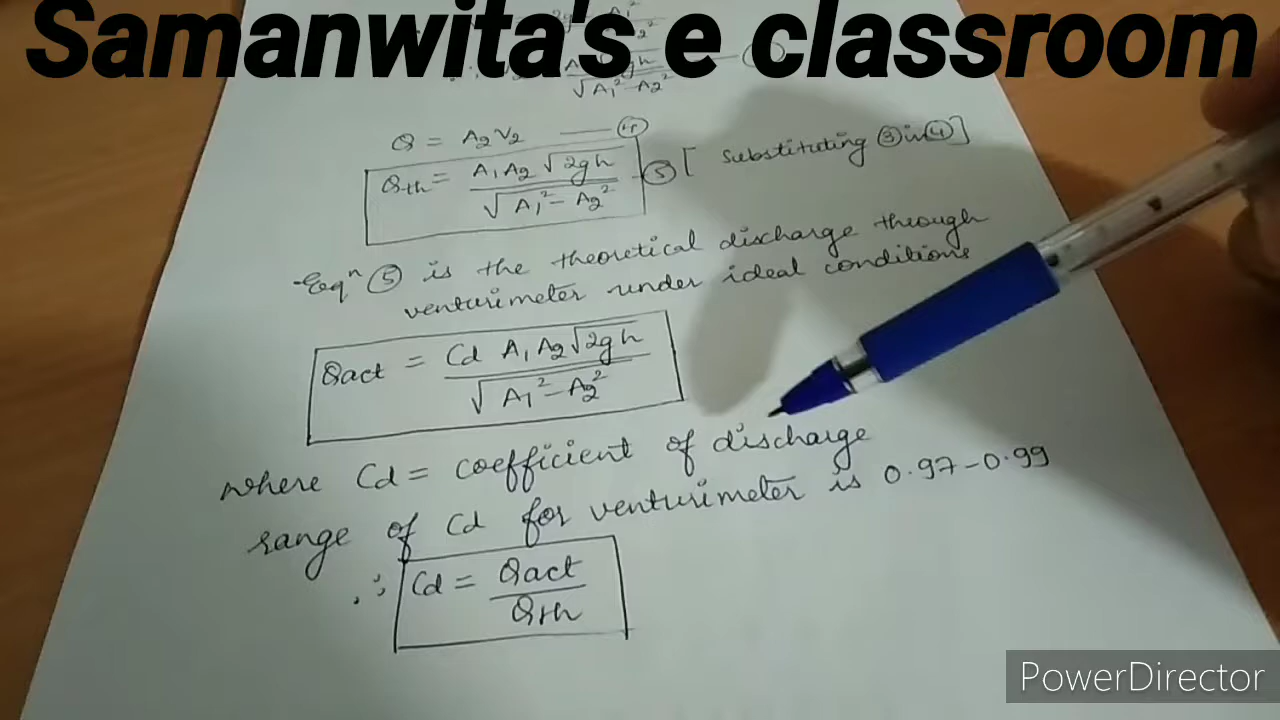 Samanwita's e classroom
√A₁² - A₂²
Q = A₂V₂ —— (4)
Qth = A₁A₂√2gh / √A₁² - A₂² - (5) [ substituting (3) in (4) ]
Eqⁿ (5) is the theoretical discharge through
venturimeter under ideal conditions
Qact = Cd A₁A₂√2gh / √A₁² - A₂²
where Cd = coefficient of discharge
range of Cd for venturimeter is 0.97-0.99
∴ Cd = Qact / Qth
PowerDirector